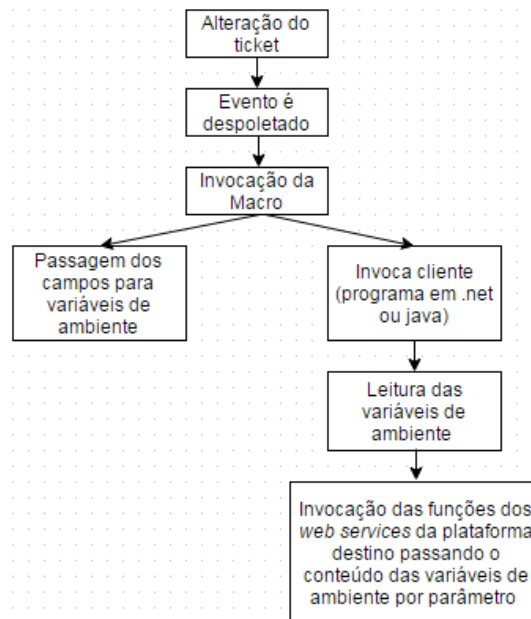 Alteração do
ticket
Evento é
despoletado
Invocação da
Macro
Passagem dos
campos para
variáveis de
ambiente
Invoca cliente
(programa em .net
ou java)
Leitura das
variáveis de
ambiente
Invocação das funções dos
web services da plataforma
destino passando o
conteúdo das variáveis de
ambiente por parâmetro